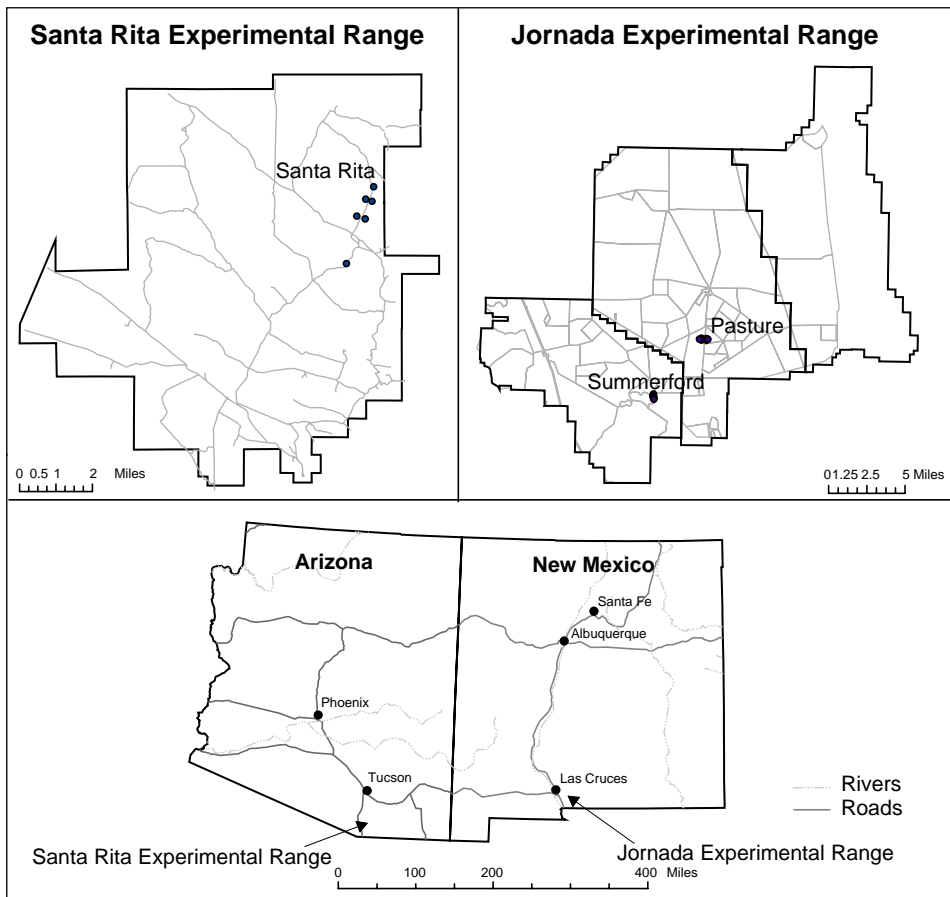 Santa Rita Experimental Range
Santa Rita
0 0.5 1 2 Miles
Jornada Experimental Range
Pasture
Summerford
0 1.25 2.5 5 Miles
Arizona
New Mexico
Santa Fe
Albuquerque
Phoenix
Tucson
Las Cruces
Rivers
Roads
Santa Rita Experimental Range
Jornada Experimental Range
0 100 200 400 Miles